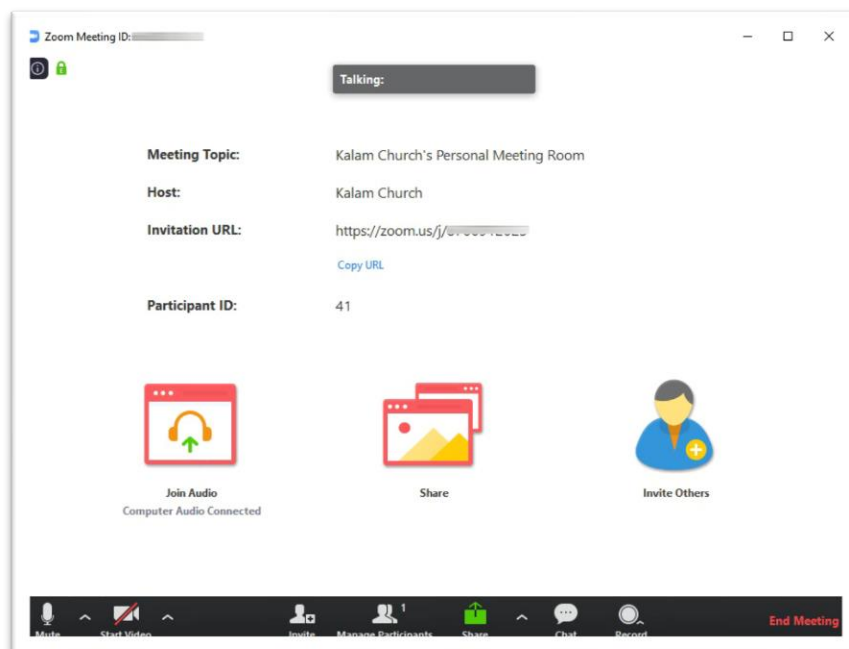 Zoom Meeting ID:
Talking:
Meeting Topic: Kalam Church's Personal Meeting Room
Host: Kalam Church
Invitation URL: https://zoom.us/j/
Copy URL
Participant ID: 41
Join Audio Share Invite Others
Computer Audio Connected
1
Mute Start Video Invite Manage Participants Share Chat Record End Meeting